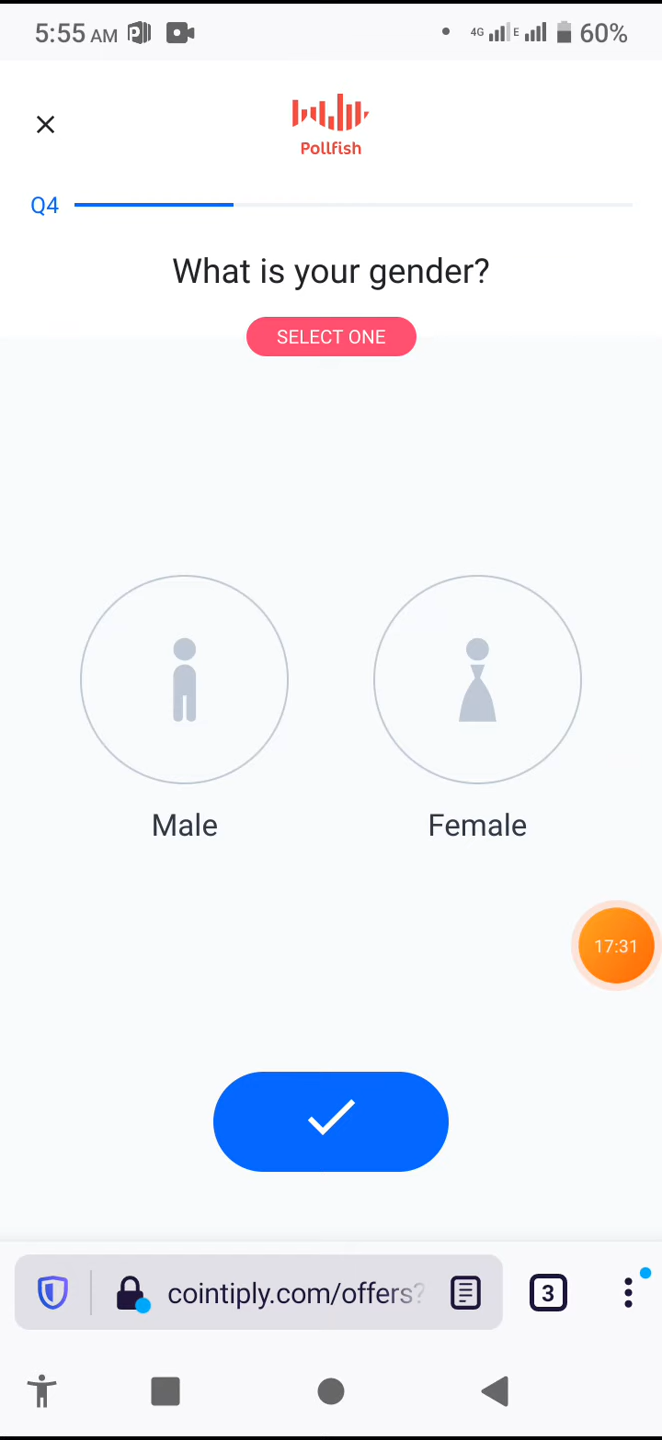 5:55 AM 4G E 60%
Pollfish
Q4
What is your gender?
SELECT ONE
Male Female
17:31
cointiply.com/offers?
3